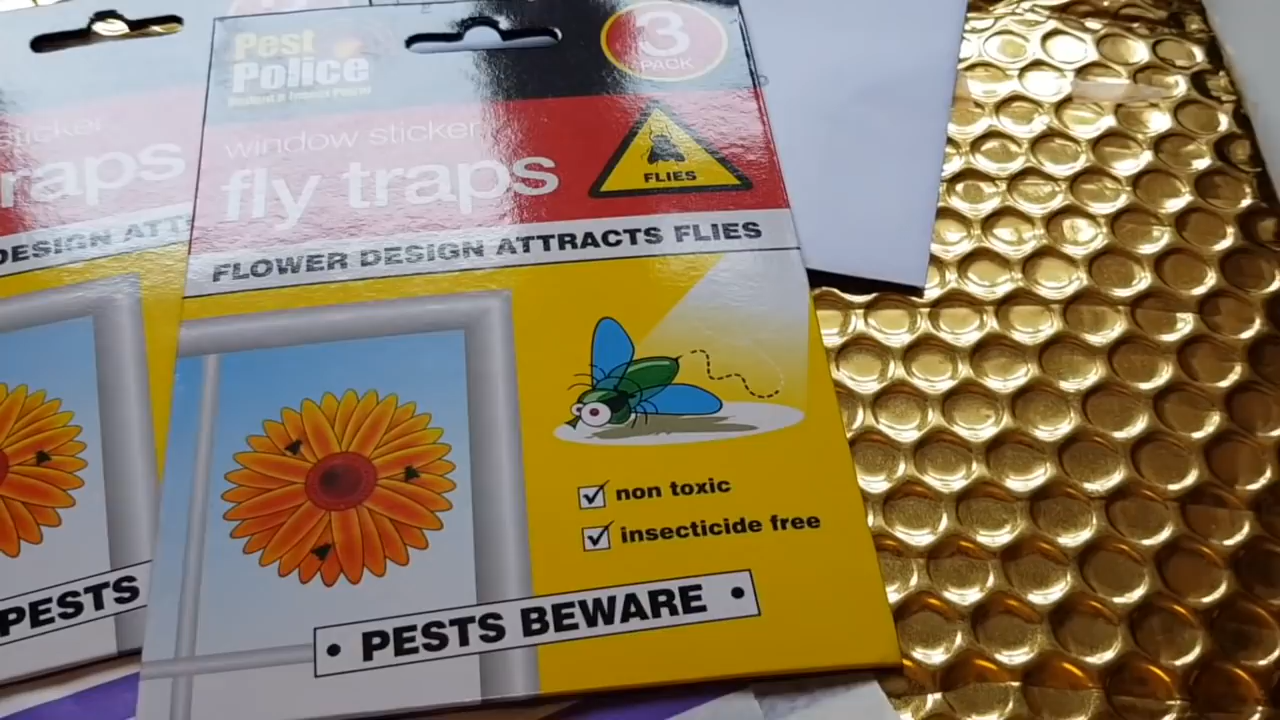 Pest
Police
3
PACK
window sticker
fly traps
FLIES
FLOWER DESIGN ATTRACTS FLIES
non toxic
insecticide free
• PESTS BEWARE •
sticker
raps
DESIGN ATT
PESTS